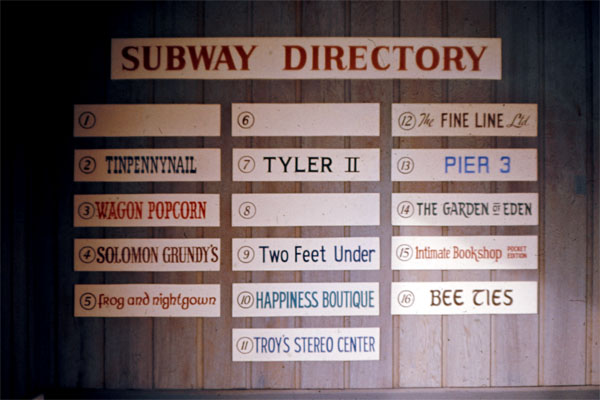 SUBWAY DIRECTORY
1
2 TINPENNYNAIL
3 WAGON POPCORN
4 SOLOMON GRUNDY'S
5 frog and nightgown
6
7 TYLER II
8
9 Two Feet Under
10 HAPPINESS BOUTIQUE
11 TROY'S STEREO CENTER
12 The FINE LINE Ltd.
13 PIER 3
14 THE GARDEN OF EDEN
15 Intimate Bookshop POCKET
EDITION
16 BEE TIES